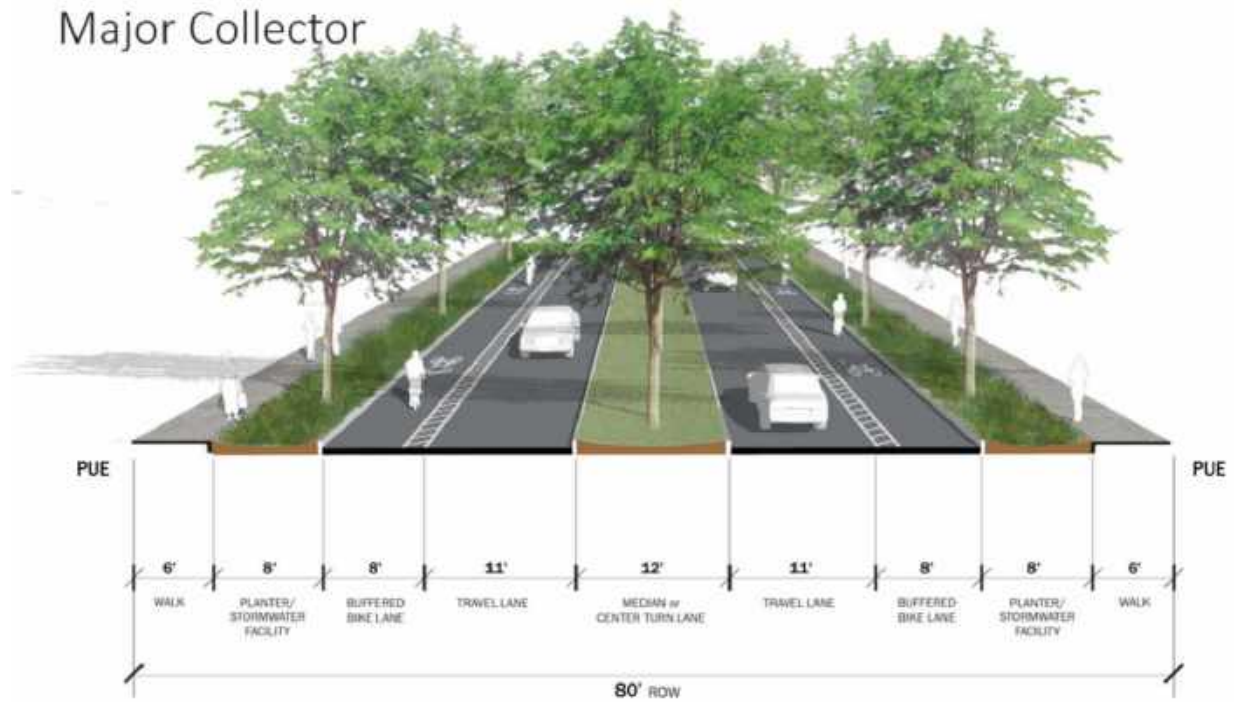 Major Collector
PUE
PUE
6'
8'
8'
11'
12'
11'
8'
8'
6'
WALK
PLANTER/
STORMWATER
FACILITY
BUFFERED
BIKE LANE
TRAVEL LANE
MEDIAN or
CENTER TURN LANE
TRAVEL LANE
BUFFERED
BIKE LANE
PLANTER/
STORMWATER
FACILITY
WALK
80' ROW